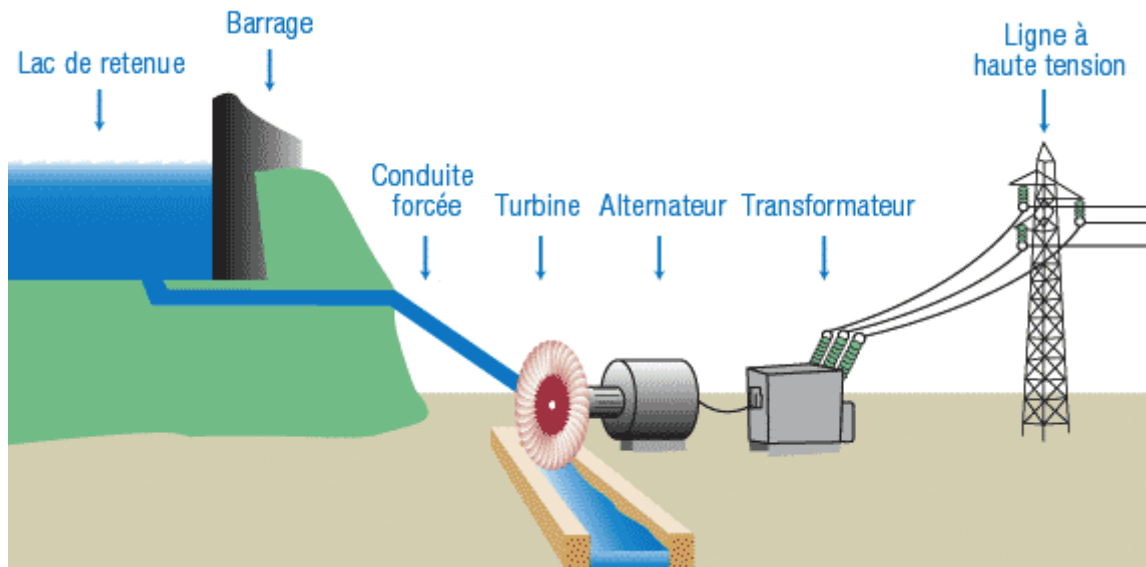 Barrage
Lac de retenue
Ligne à
haute tension
Conduite
forcée
Turbine
Alternateur
Transformateur